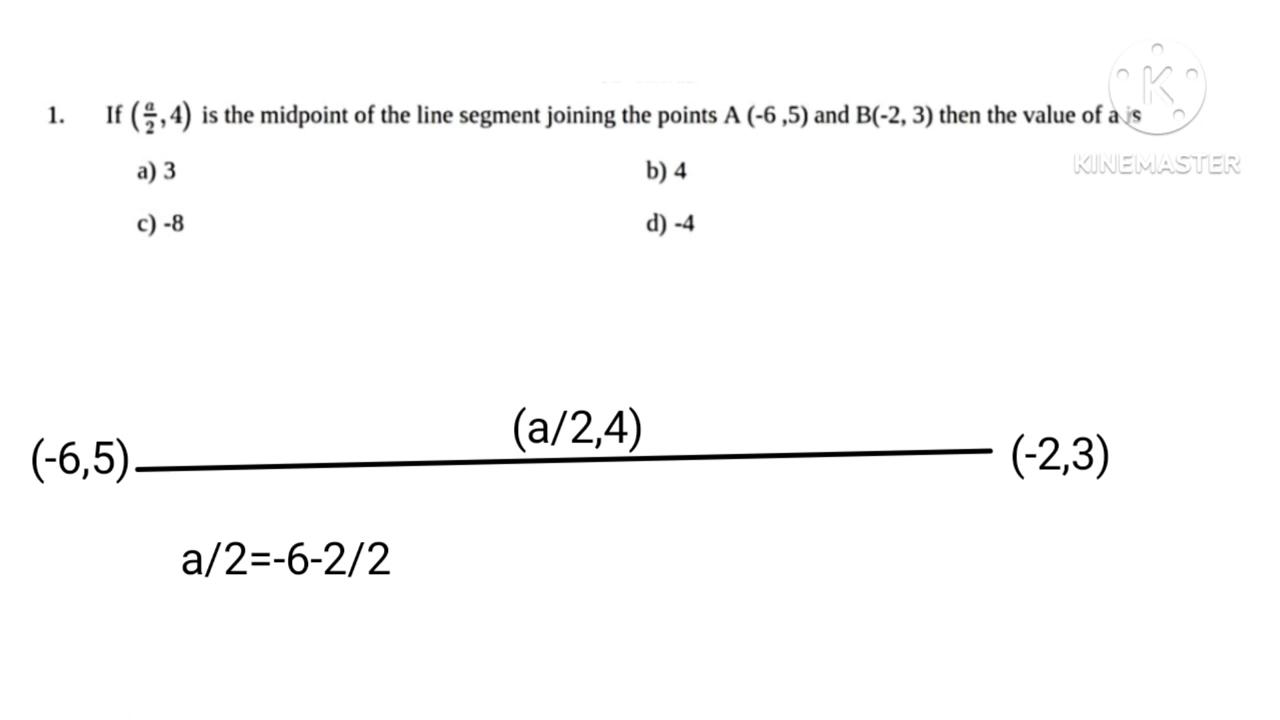 1. If (a/2, 4) is the midpoint of the line segment joining the points A (-6 ,5) and B(-2, 3) then the value of a is
a) 3 b) 4
c) -8 d) -4
K
KINEMASTER
(a/2,4)
(-6,5) (-2,3)
a/2=-6-2/2